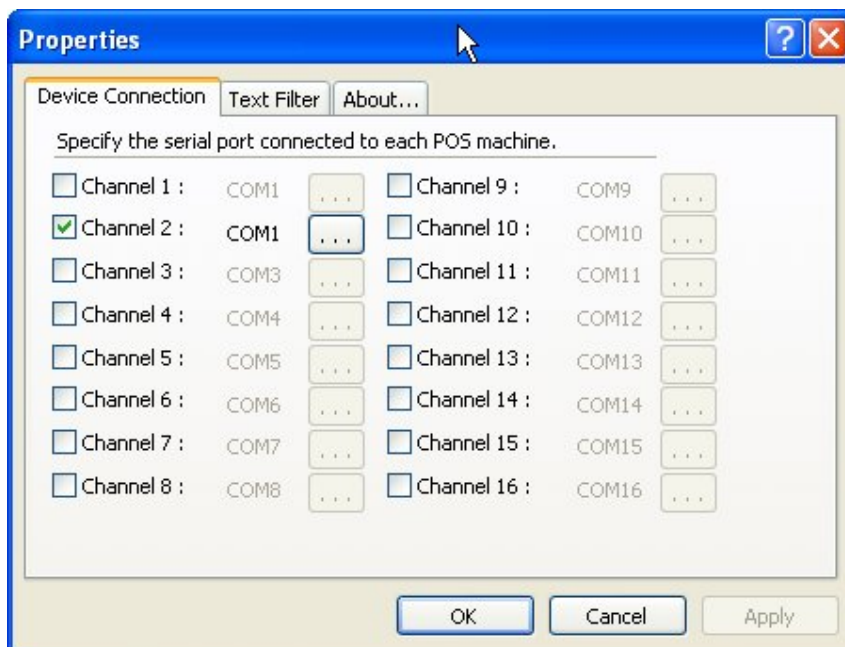 Properties
Device Connection Text Filter About...
Specify the serial port connected to each POS machine.
Channel 1 : COM1 ... Channel 9 : COM9 ...
Channel 2 : COM1 ... Channel 10 : COM10 ...
Channel 3 : COM3 ... Channel 11 : COM11 ...
Channel 4 : COM4 ... Channel 12 : COM12 ...
Channel 5 : COM5 ... Channel 13 : COM13 ...
Channel 6 : COM6 ... Channel 14 : COM14 ...
Channel 7 : COM7 ... Channel 15 : COM15 ...
Channel 8 : COM8 ... Channel 16 : COM16 ...
OK Cancel Apply